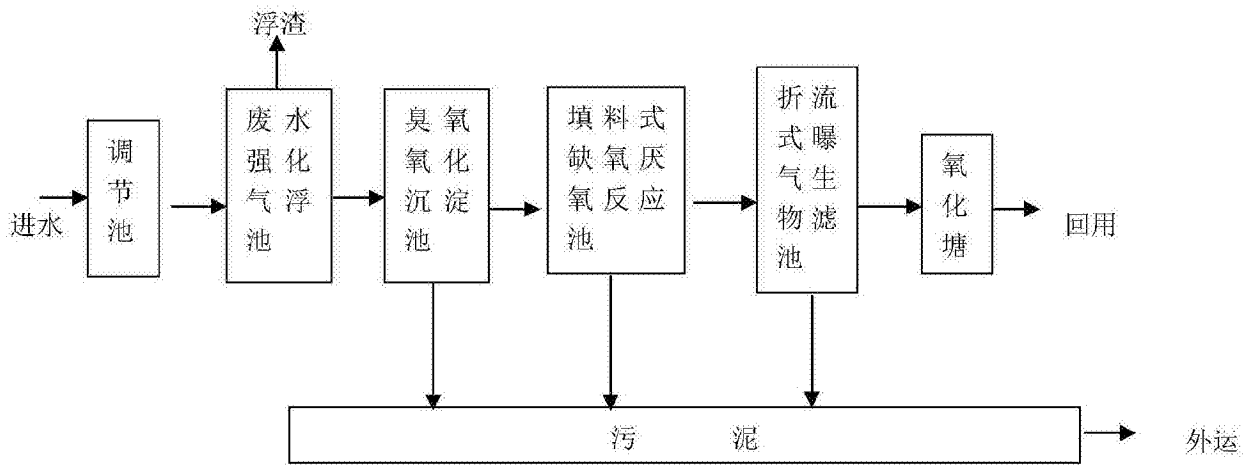 浮渣
进水
调
节
池
废水
强化
气浮
池
臭氧
氧化
沉淀
池
填料式
缺氧厌
氧反应
池
折流
式曝
气生
物滤
池
氧
化
塘
回用
污泥
外运